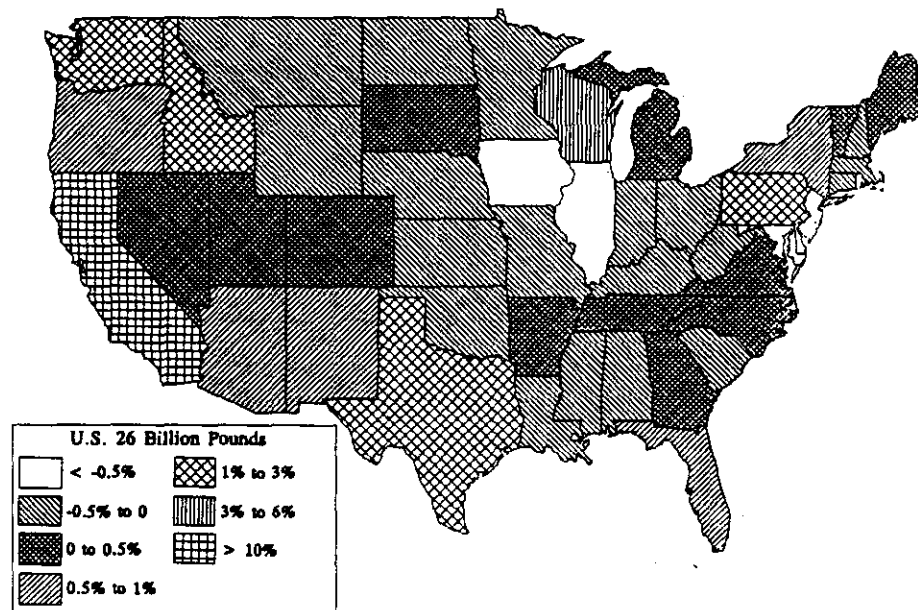 U.S. 26 Billion Pounds
< -0.5%
1% to 3%
-0.5% to 0
3% to 6%
0 to 0.5%
> 10%
0.5% to 1%